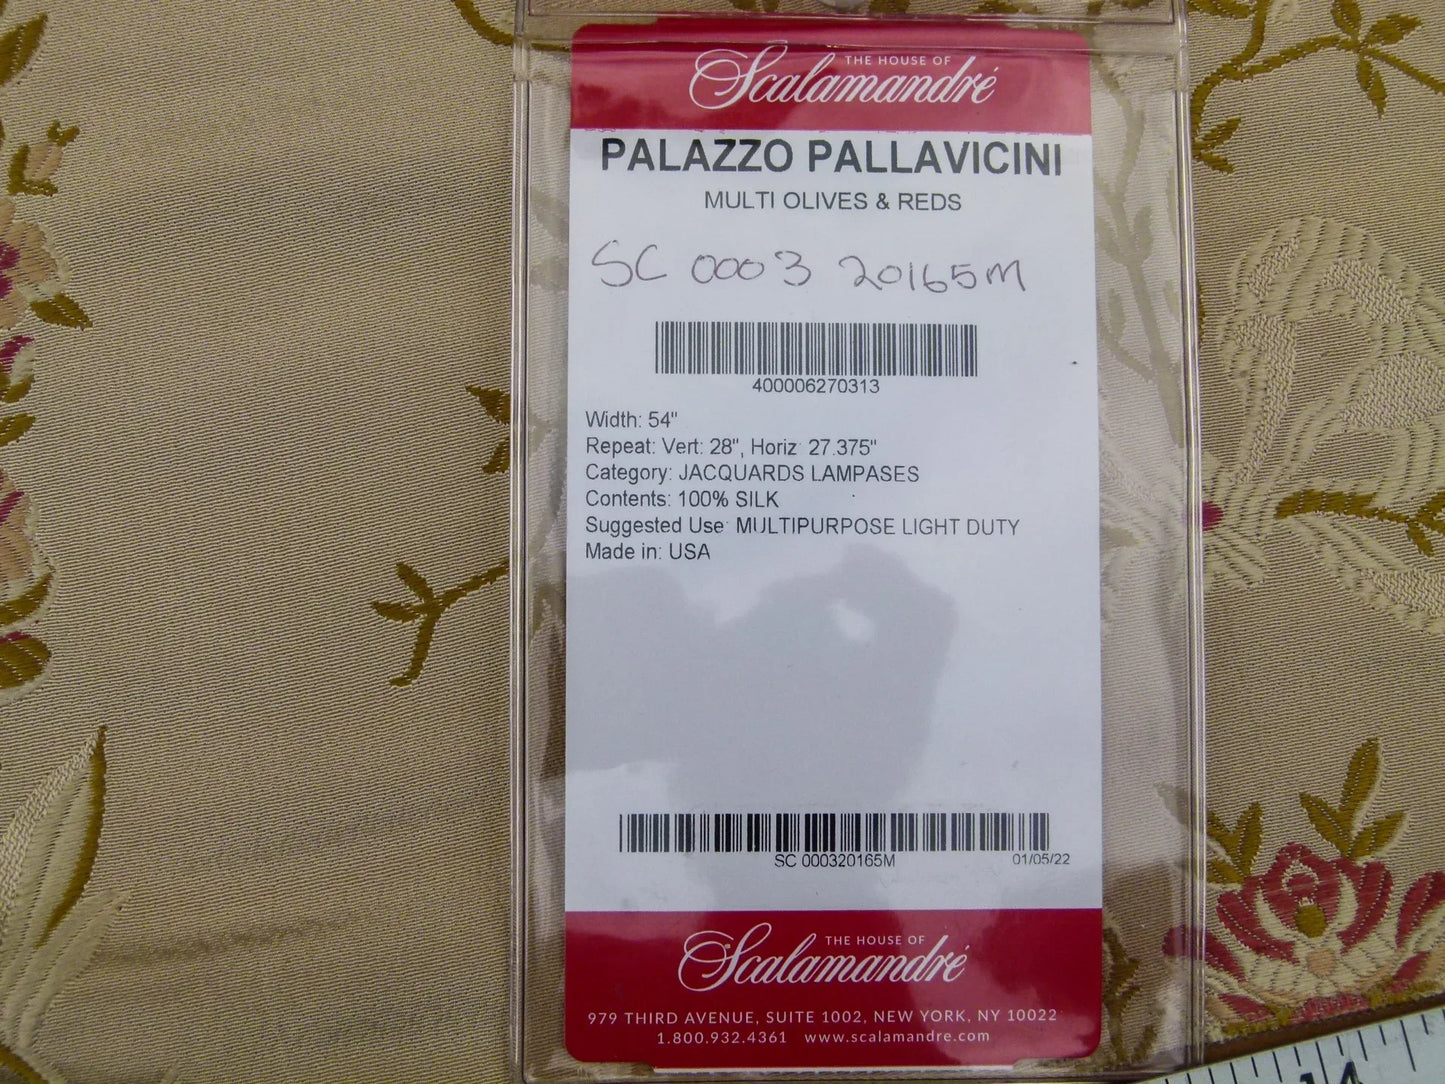 THE HOUSE OF
Scalamandré
PALAZZO PALLAVICINI
MULTI OLIVES & REDS
SC 0003 20165M
400006270313
Width: 54"
Repeat: Vert: 28", Horiz: 27.375"
Category: JACQUARDS LAMPASES
Contents: 100% SILK
Suggested Use: MULTIPURPOSE LIGHT DUTY
Made in: USA
SC 000320165M 01/05/22
THE HOUSE OF
Scalamandré
979 THIRD AVENUE, SUITE 1002, NEW YORK, NY 10022
1.800.932.4361 www.scalamandre.com
14